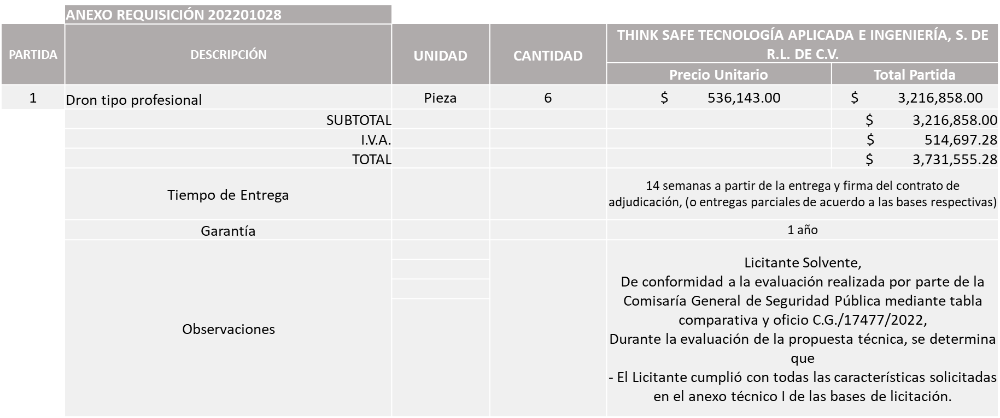 ANEXO REQUISICIÓN 202201028
PARTIDA
DESCRIPCIÓN
UNIDAD
CANTIDAD
THINK SAFE TECNOLOGÍA APLICADA E INGENIERÍA, S. DE
R.L. DE C.V.
Precio Unitario
Total Partida
1 Dron tipo profesional Pieza 6 $ 536,143.00 $ 3,216,858.00
SUBTOTAL $ 3,216,858.00
I.V.A. $ 514,697.28
TOTAL $ 3,731,555.28
Tiempo de Entrega
14 semanas a partir de la entrega y firma del contrato de
adjudicación, (o entregas parciales de acuerdo a las bases respectivas)
Garantía 1 año
Observaciones
Licitante Solvente,
De conformidad a la evaluación realizada por parte de la
Comisaría General de Seguridad Pública mediante tabla
comparativa y oficio C.G./17477/2022,
Durante la evaluación de la propuesta técnica, se determina
que
- El Licitante cumplió con todas las características solicitadas
en el anexo técnico I de las bases de licitación.